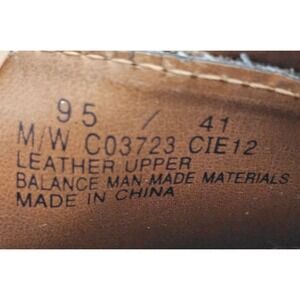 95 / 41
M/W C03723 CIE12
LEATHER UPPER
BALANCE MAN-MADE MATERIALS
MADE IN CHINA